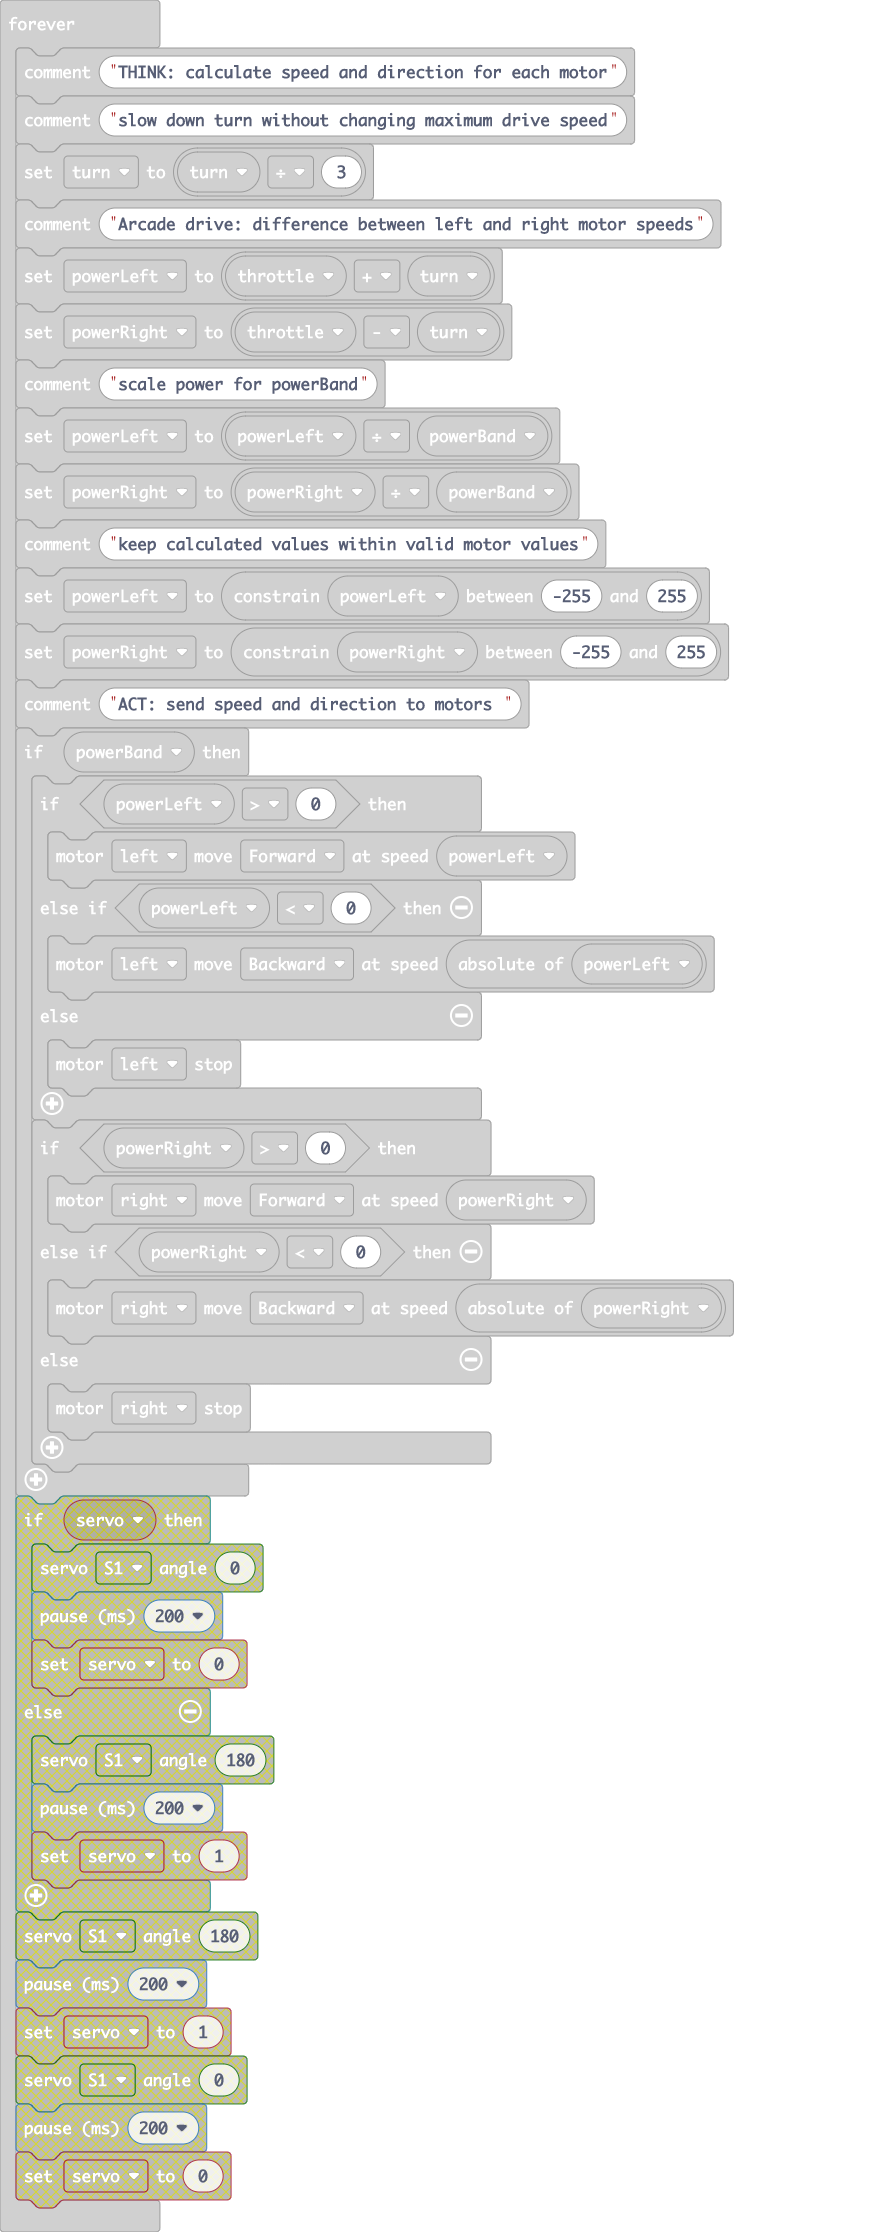 forever
comment "THINK: calculate speed and direction for each motor"
comment "slow down turn without changing maximum drive speed"
set turn to turn ÷ 3
comment "Arcade drive: difference between left and right motor speeds"
set powerLeft to throttle + turn
set powerRight to throttle - turn
comment "scale power for powerBand"
set powerLeft to powerLeft ÷ powerBand
set powerRight to powerRight ÷ powerBand
comment "keep calculated values within valid motor values"
set powerLeft to constrain powerLeft between -255 and 255
set powerRight to constrain powerRight between -255 and 255
comment "ACT: send speed and direction to motors "
if powerBand then
if powerLeft > 0 then
motor left move Forward at speed powerLeft
else if powerLeft < 0 then
motor left move Backward at speed absolute of powerLeft
else
motor left stop
if powerRight > 0 then
motor right move Forward at speed powerRight
else if powerRight < 0 then
motor right move Backward at speed absolute of powerRight
else
motor right stop
if servo then
servo S1 angle 0
pause (ms) 200
set servo to 0
else
servo S1 angle 180
pause (ms) 200
set servo to 1
servo S1 angle 180
pause (ms) 200
set servo to 1
servo S1 angle 0
pause (ms) 200
set servo to 0